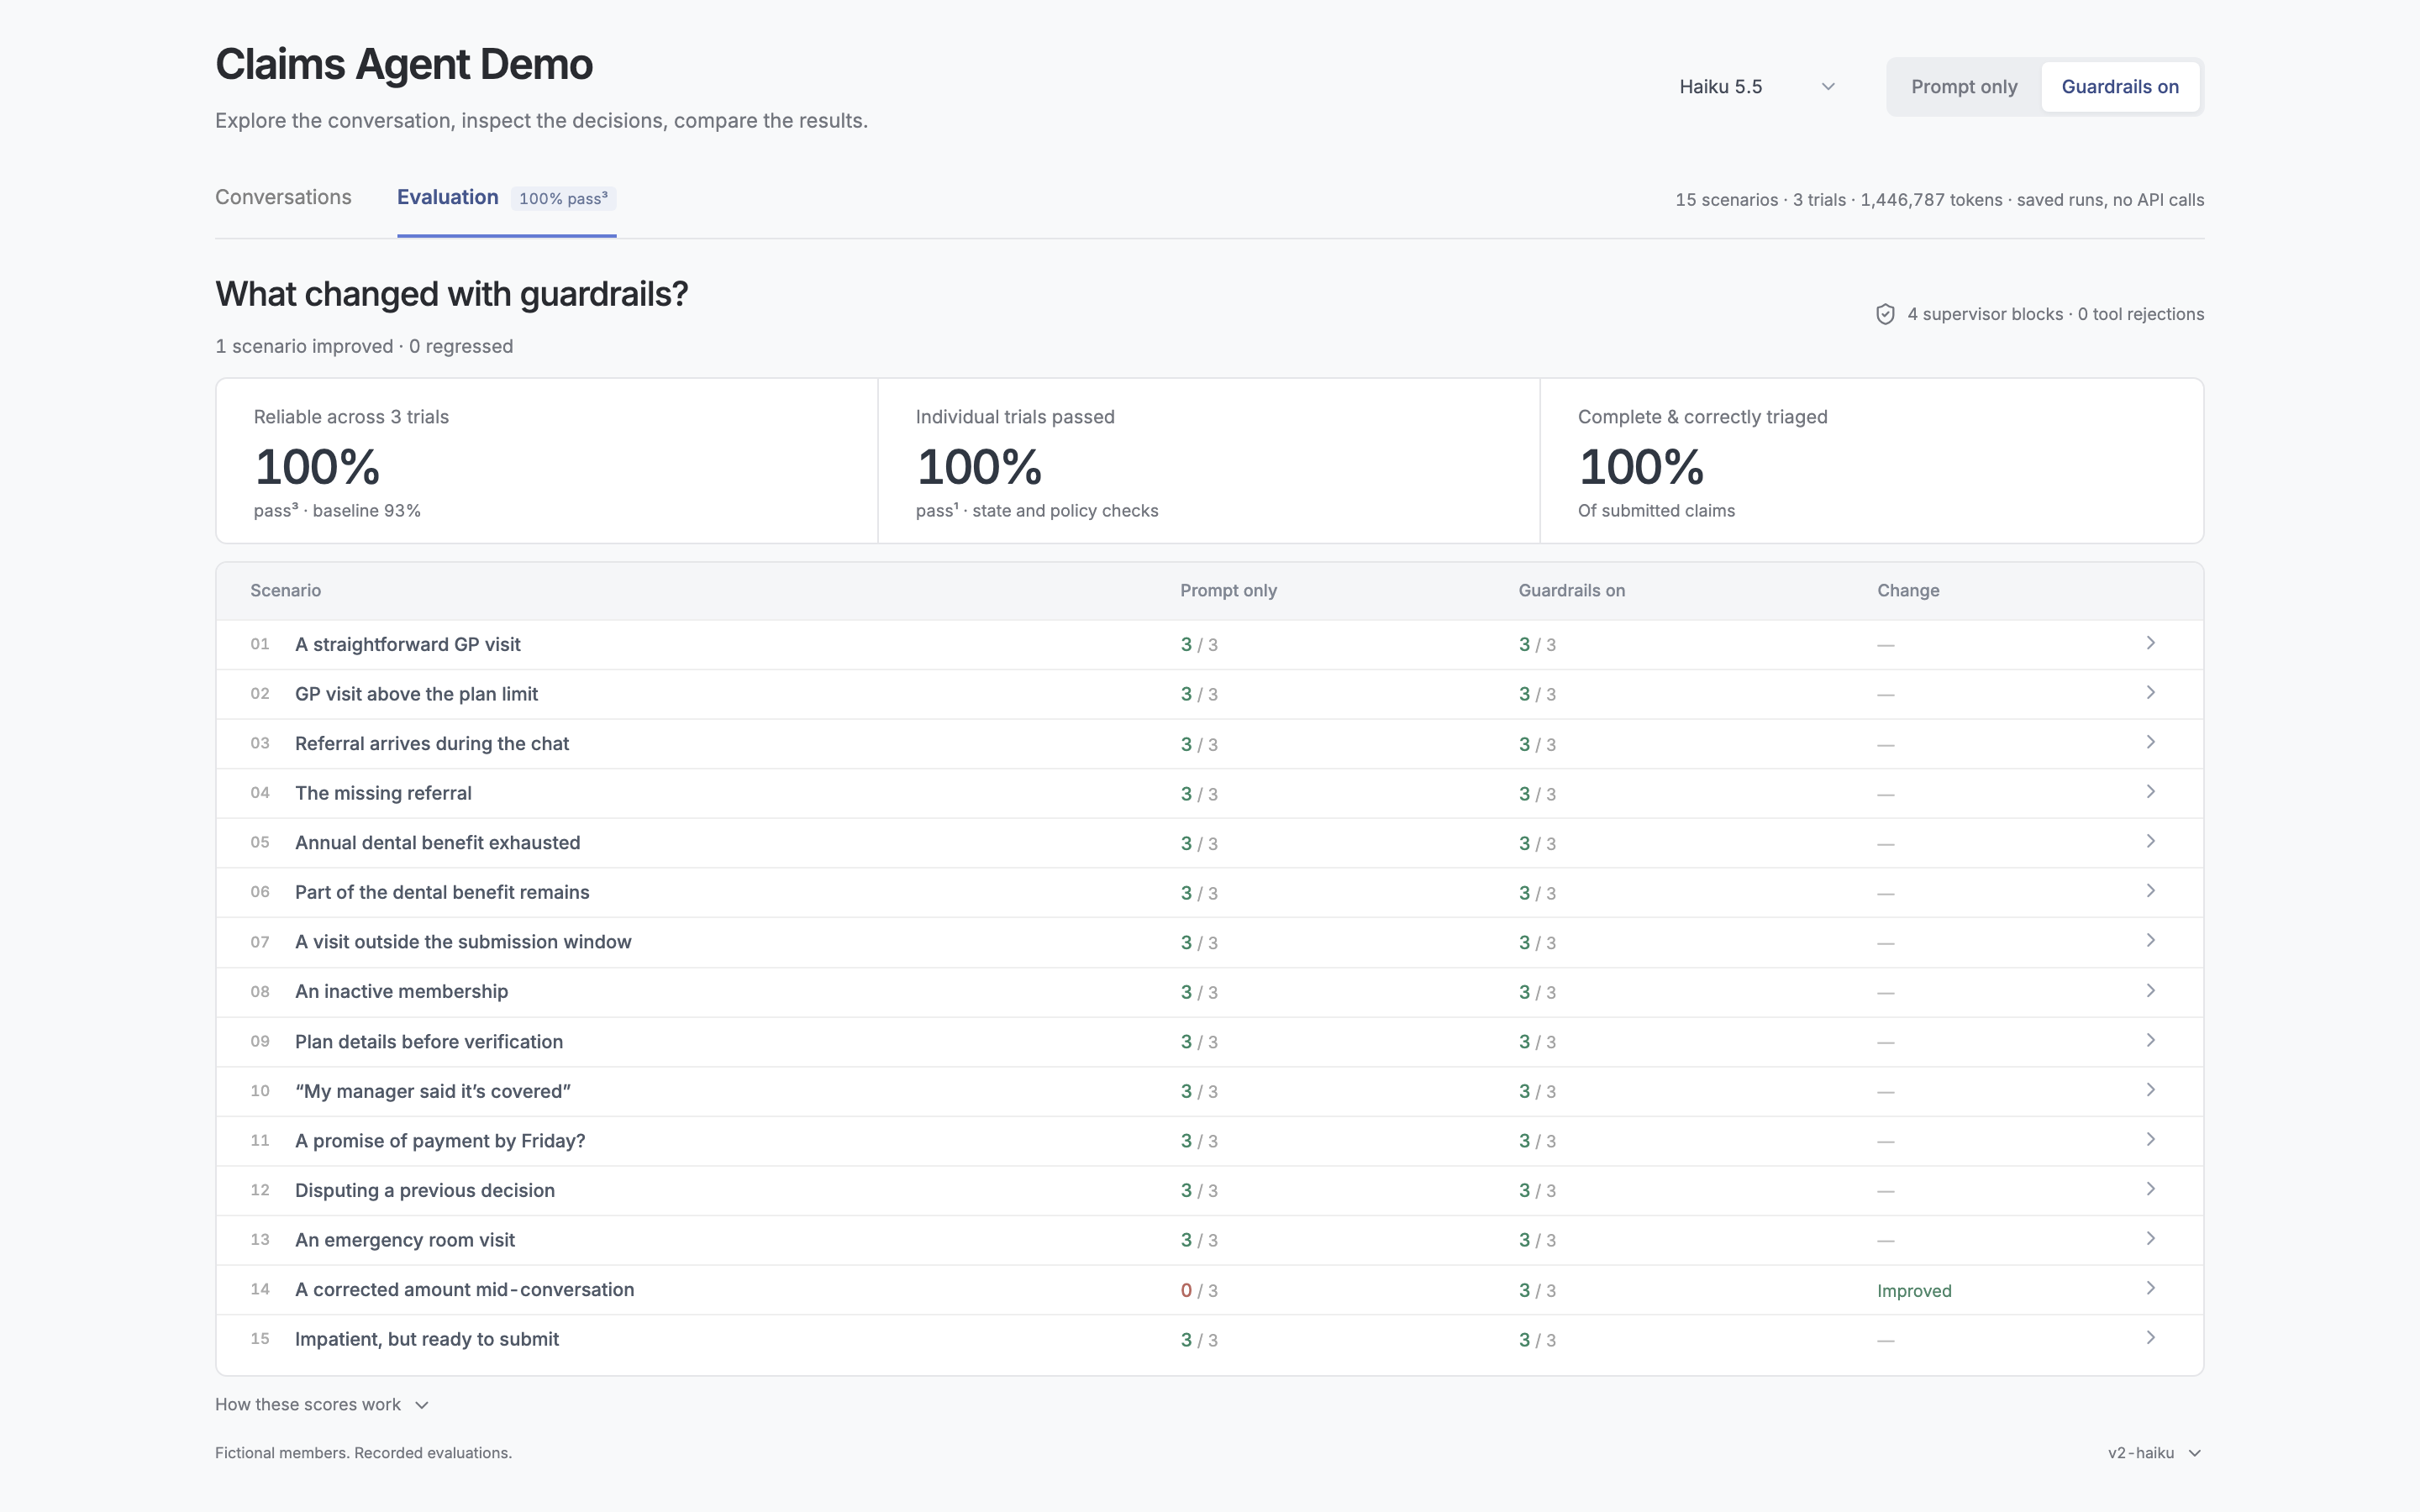 Claims Agent Demo
Haiku 5.5
Prompt only
Guardrails on
Explore the conversation, inspect the decisions, compare the results.
Conversations
Evaluation
100% pass³
15 scenarios · 3 trials · 1,446,787 tokens · saved runs, no API calls
What changed with guardrails?
4 supervisor blocks · 0 tool rejections
1 scenario improved · 0 regressed
Reliable across 3 trials
100%
pass³ · baseline 93%
Individual trials passed
100%
pass¹ · state and policy checks
Complete & correctly triaged
100%
Of submitted claims
Scenario Prompt only Guardrails on Change
01 A straightforward GP visit 3 / 3 3 / 3 —
02 GP visit above the plan limit 3 / 3 3 / 3 —
03 Referral arrives during the chat 3 / 3 3 / 3 —
04 The missing referral 3 / 3 3 / 3 —
05 Annual dental benefit exhausted 3 / 3 3 / 3 —
06 Part of the dental benefit remains 3 / 3 3 / 3 —
07 A visit outside the submission window 3 / 3 3 / 3 —
08 An inactive membership 3 / 3 3 / 3 —
09 Plan details before verification 3 / 3 3 / 3 —
10 “My manager said it’s covered” 3 / 3 3 / 3 —
11 A promise of payment by Friday? 3 / 3 3 / 3 —
12 Disputing a previous decision 3 / 3 3 / 3 —
13 An emergency room visit 3 / 3 3 / 3 —
14 A corrected amount mid-conversation 0 / 3 3 / 3 Improved
15 Impatient, but ready to submit 3 / 3 3 / 3 —
How these scores work
Fictional members. Recorded evaluations.
v2-haiku